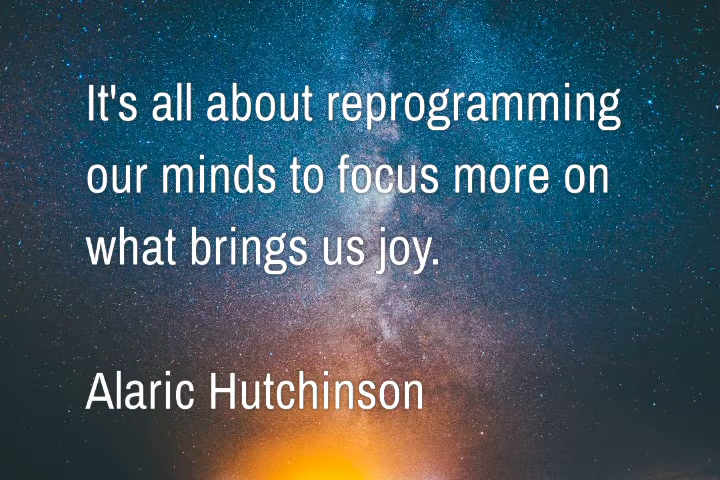 It's all about reprogramming
our minds to focus more on
what brings us joy.
Alaric Hutchinson